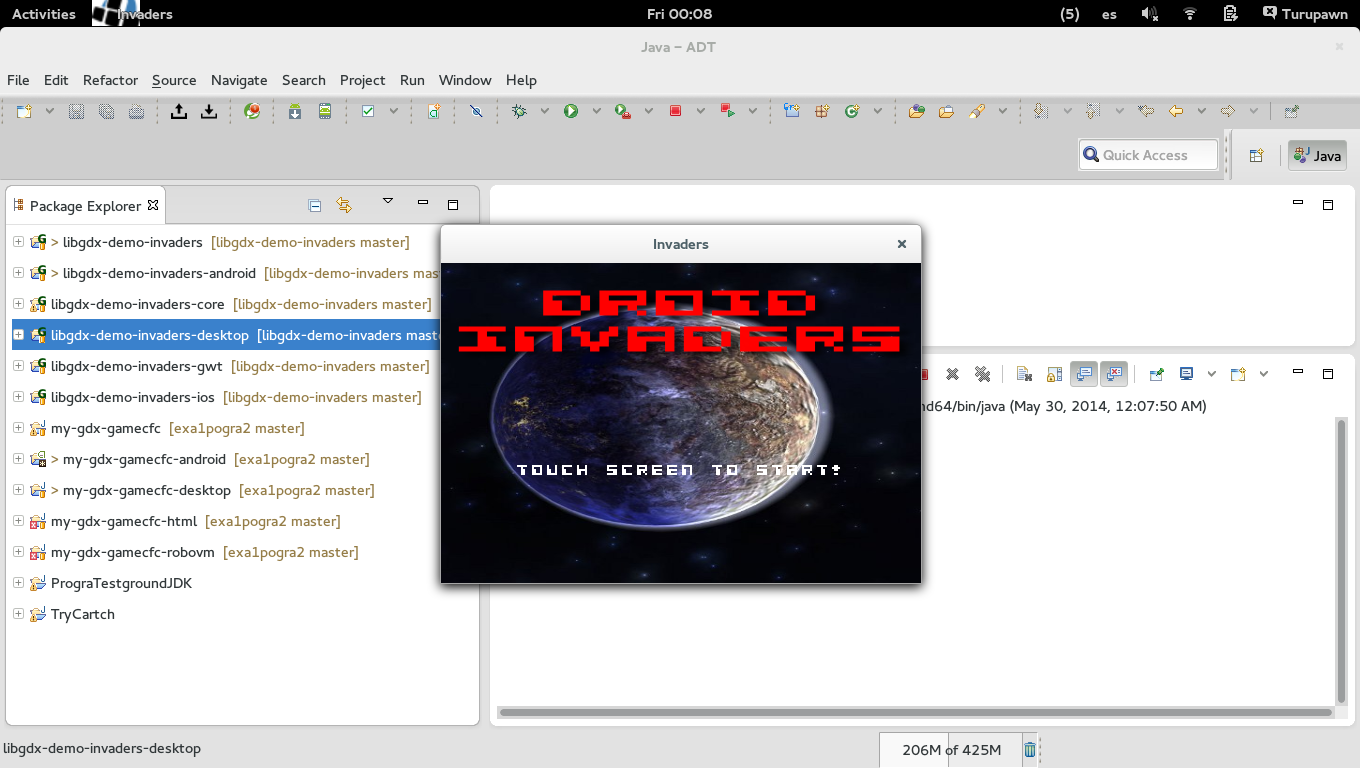 Activities Invaders Fri 00:08 (5) es Turupawn
Java – ADT
File Edit Refactor Source Navigate Search Project Run Window Help
Quick Access Java
Package Explorer
> libgdx-demo-invaders [libgdx-demo-invaders master]
> libgdx-demo-invaders-android [libgdx-demo-invaders mas
libgdx-demo-invaders-core [libgdx-demo-invaders master]
libgdx-demo-invaders-desktop [libgdx-demo-invaders mast
libgdx-demo-invaders-gwt [libgdx-demo-invaders master]
libgdx-demo-invaders-ios [libgdx-demo-invaders master]
my-gdx-gamecfc [exa1pogra2 master]
> my-gdx-gamecfc-android [exa1pogra2 master]
> my-gdx-gamecfc-desktop [exa1pogra2 master]
my-gdx-gamecfc-html [exa1pogra2 master]
my-gdx-gamecfc-robovm [exa1pogra2 master]
PrograTestgroundJDK
TryCartch
Invaders
DROID
INVADERS
TOUCH SCREEN TO START!
md64/bin/java (May 30, 2014, 12:07:50 AM)
libgdx-demo-invaders-desktop
206M of 425M